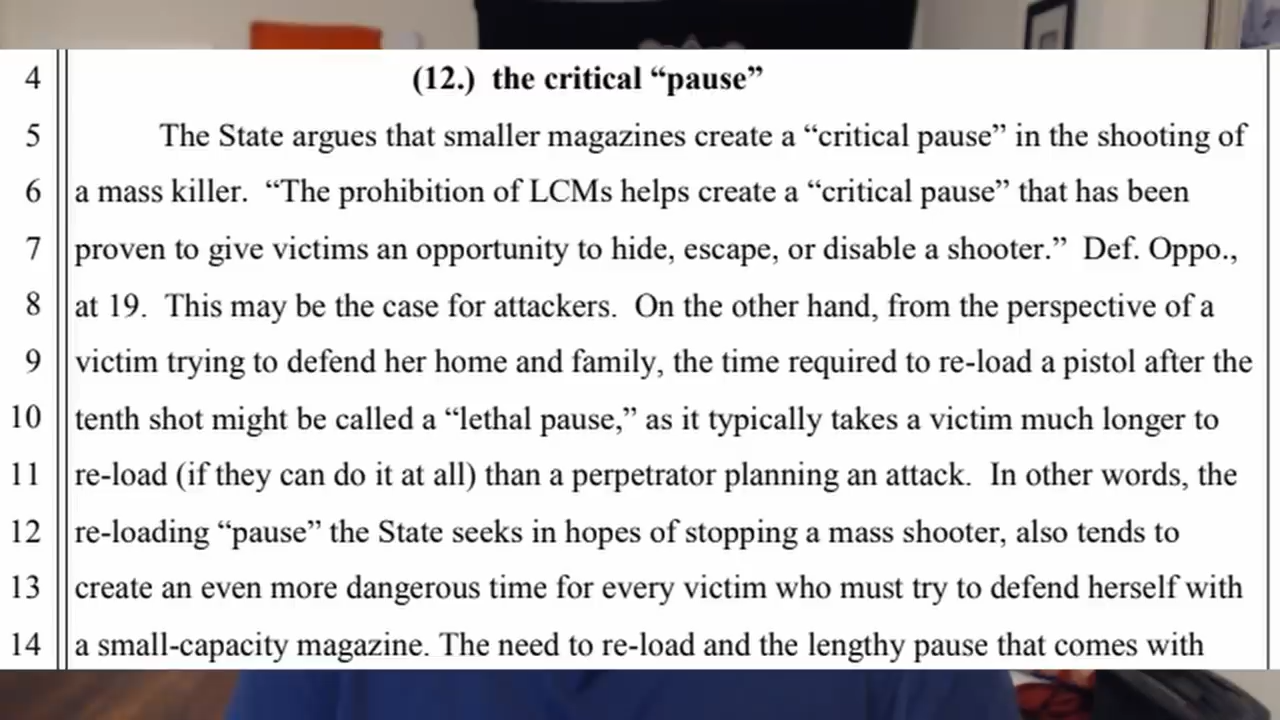 4 (12.) the critical “pause”
5 The State argues that smaller magazines create a “critical pause” in the shooting of
6 a mass killer. “The prohibition of LCMs helps create a “critical pause” that has been
7 proven to give victims an opportunity to hide, escape, or disable a shooter.” Def. Oppo.,
8 at 19. This may be the case for attackers. On the other hand, from the perspective of a
9 victim trying to defend her home and family, the time required to re-load a pistol after the
10 tenth shot might be called a “lethal pause,” as it typically takes a victim much longer to
11 re-load (if they can do it at all) than a perpetrator planning an attack. In other words, the
12 re-loading “pause” the State seeks in hopes of stopping a mass shooter, also tends to
13 create an even more dangerous time for every victim who must try to defend herself with
14 a small-capacity magazine. The need to re-load and the lengthy pause that comes with